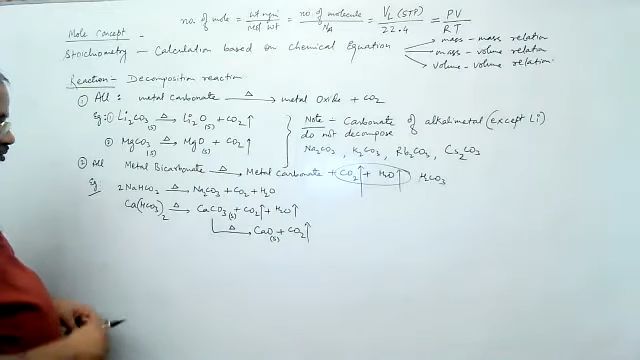 Mole Concept - no. of mole = wt ngm / mol wt = no. of molecule / NA = VL (STP) / 22.4 = PV / RT
Stoichiometry - Calculation based on Chemical Equation
mass - mass relation
mass - volume relation
volume - volume relation
Reaction - Decomposition reaction
① All : metal Carbonate —Δ→ metal Oxide + CO2
Eg: ① Li2CO3 (s) —Δ→ Li2O (s) + CO2↑
② MgCO3 (s) —Δ→ MgO (s) + CO2↑
Note - Carbonate of alkalimetal (except Li)
do not decompose
Na2CO3, K2CO3, Rb2CO3, Cs2CO3
② All Metal Bicarbonate —Δ→ Metal carbonate + CO2↑ + H2O↑ HCO3
Eg: 2NaHCO3 —Δ→ Na2CO3 + CO2 + H2O
Ca(HCO3)2 —Δ→ CaCO3 (s) + CO2↑ + H2O↑
—Δ→ CaO (s) + CO2↑